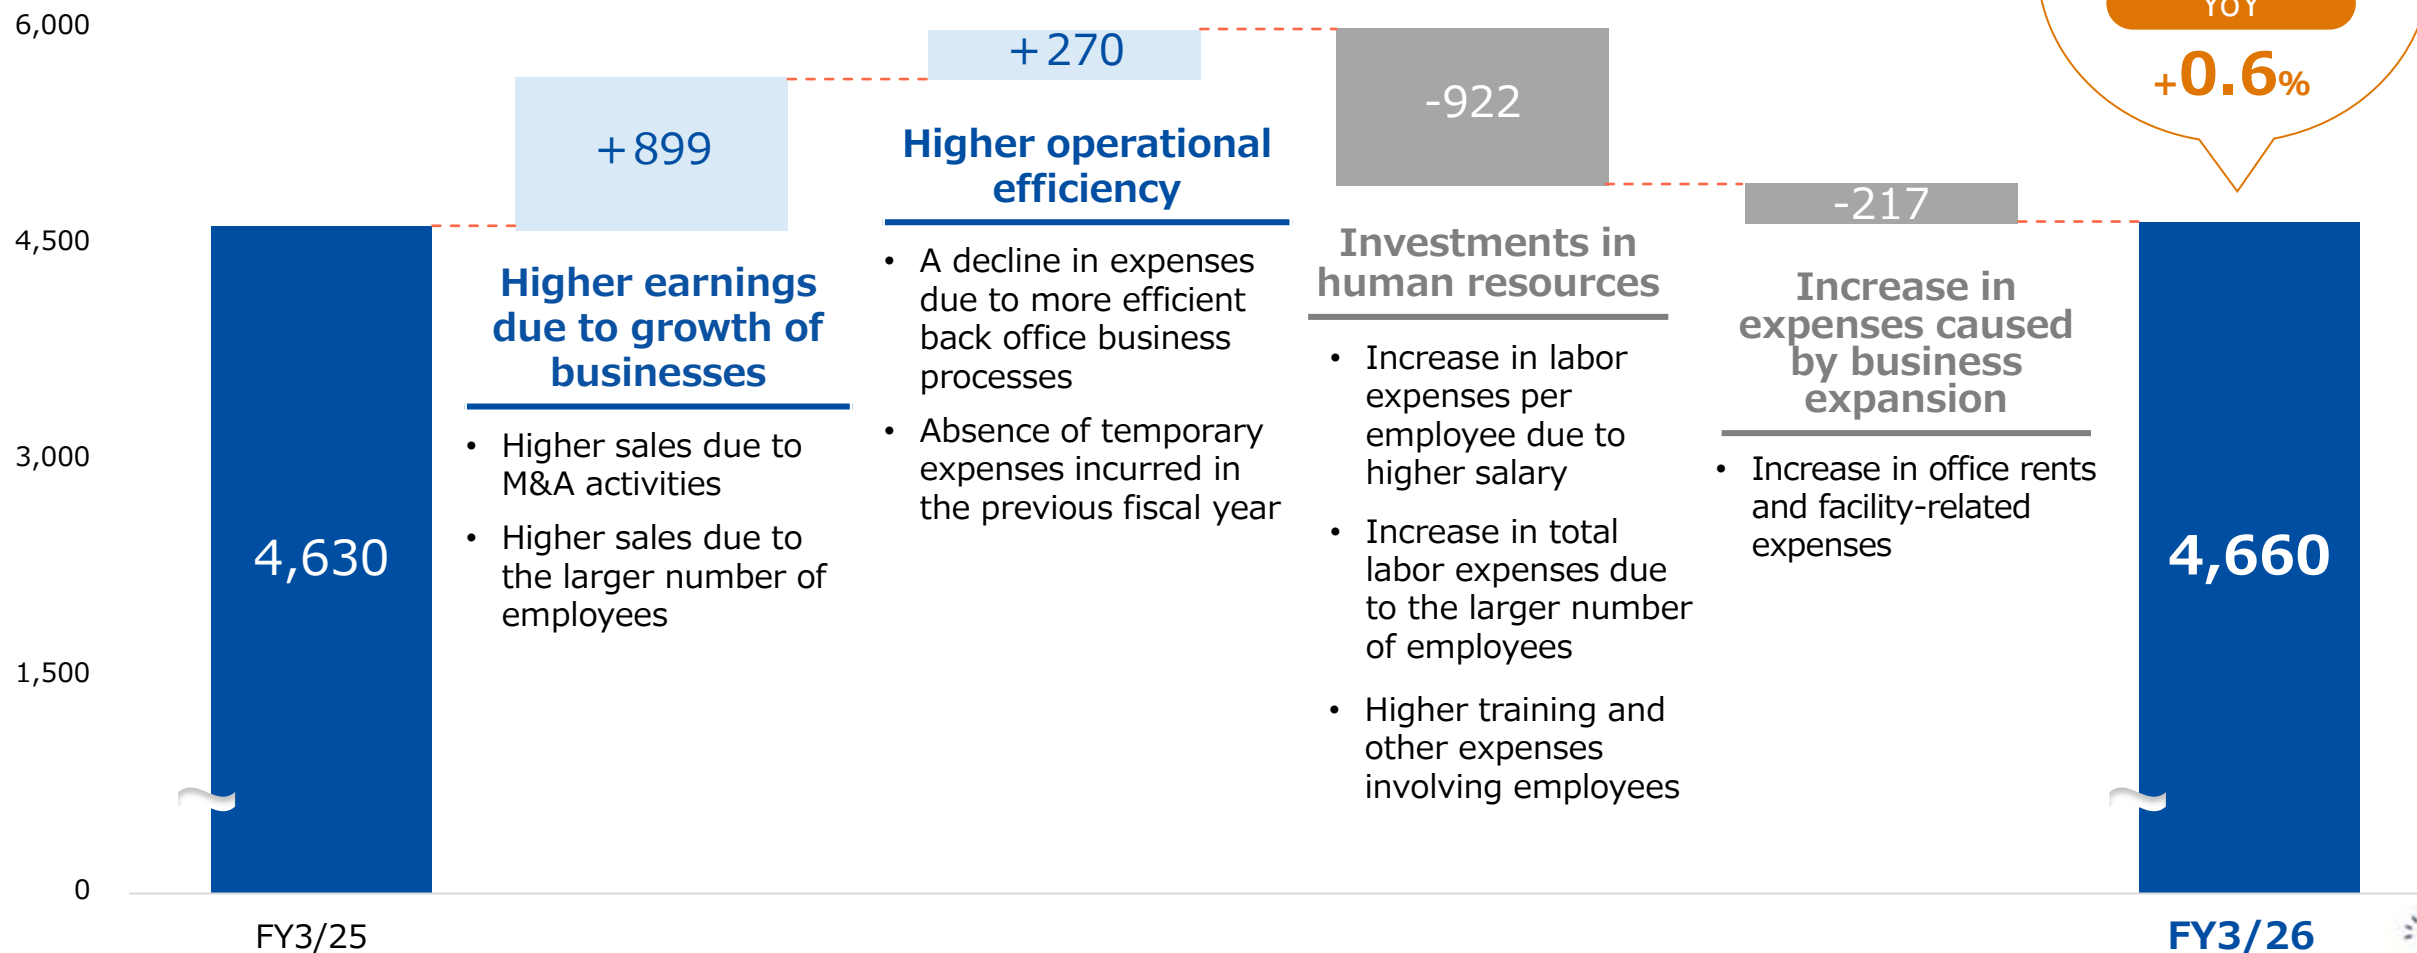 6,000
4,500
3,000
1,500
0
4,630
FY3/25
+899
Higher earnings
due to growth of
businesses
• Higher sales due to
M&A activities
• Higher sales due to
the larger number of
employees
+270
Higher operational
efficiency
• A decline in expenses
due to more efficient
back office business
processes
• Absence of temporary
expenses incurred in
the previous fiscal year
-922
Investments in
human resources
• Increase in labor
expenses per
employee due to
higher salary
• Increase in total
labor expenses due
to the larger number
of employees
• Higher training and
other expenses
involving employees
-217
Increase in
expenses caused
by business
expansion
• Increase in office rents
and facility-related
expenses
YOY
+0.6%
4,660
FY3/26